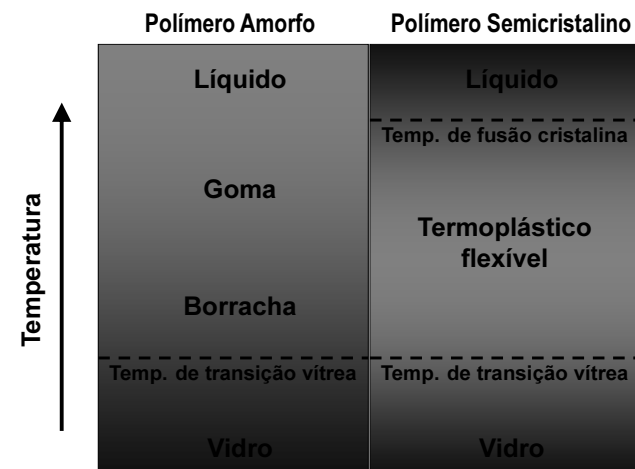 Polímero Amorfo
Polímero Semicristalino
Líquido
Líquido
Temp. de fusão cristalina
Goma
Termoplástico
flexível
Borracha
Temp. de transição vítrea
Temp. de transição vítrea
Vidro
Vidro
Temperatura